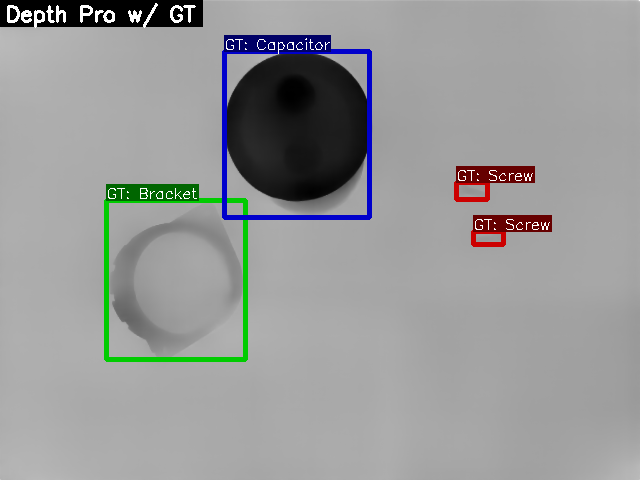 Depth Pro w/ GT
GT: Capacitor
GT: Screw
GT: Bracket
GT: Screw